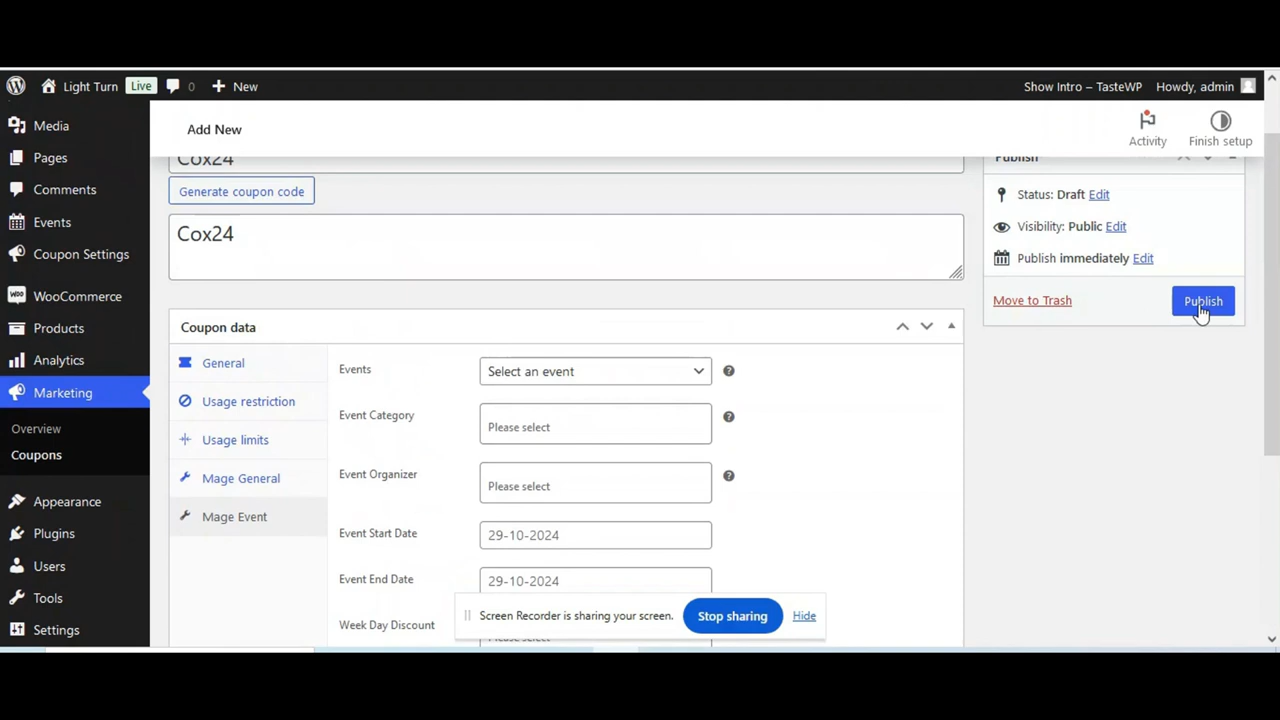 Light Turn Live 0 New Show Intro – TasteWP Howdy, admin
Media
Pages
Comments
Events
Coupon Settings
WooCommerce
Products
Analytics
Marketing
Overview
Coupons
Appearance
Plugins
Users
Tools
Settings
Add New
Activity
Finish setup
Cox24
Generate coupon code
Cox24
Coupon data
General
Usage restriction
Usage limits
Mage General
Mage Event
Events Select an event
Event Category Please select
Event Organizer Please select
Event Start Date 29-10-2024
Event End Date 29-10-2024
Week Day Discount Please select
Publish
Status: Draft Edit
Visibility: Public Edit
Publish immediately Edit
Move to Trash Publish
Screen Recorder is sharing your screen. Stop sharing Hide